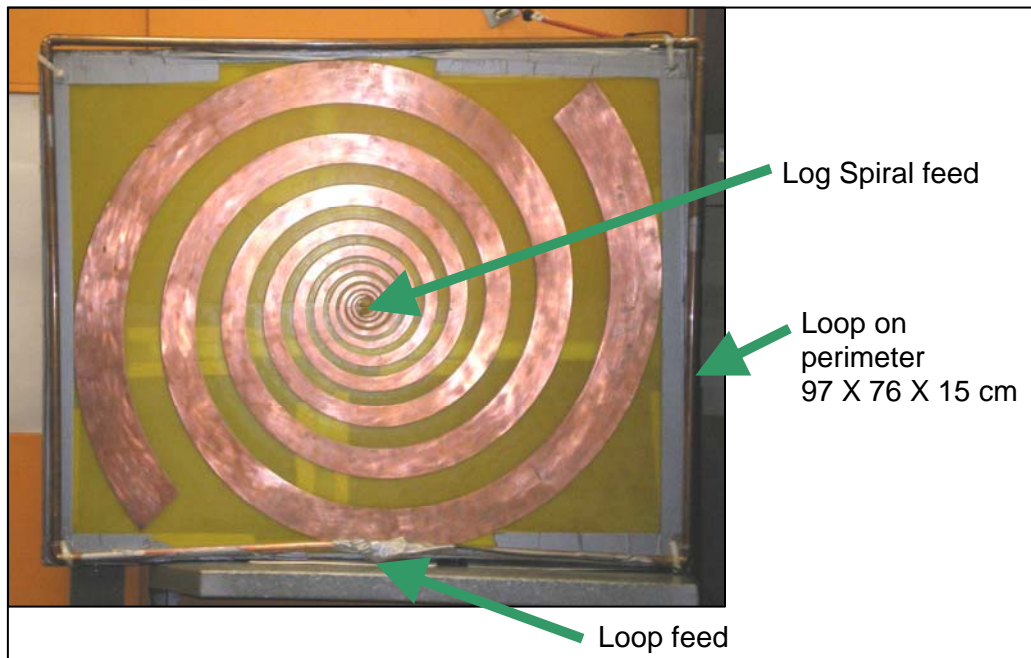 Log Spiral feed
Loop on
perimeter
97 X 76 X 15 cm
Loop feed